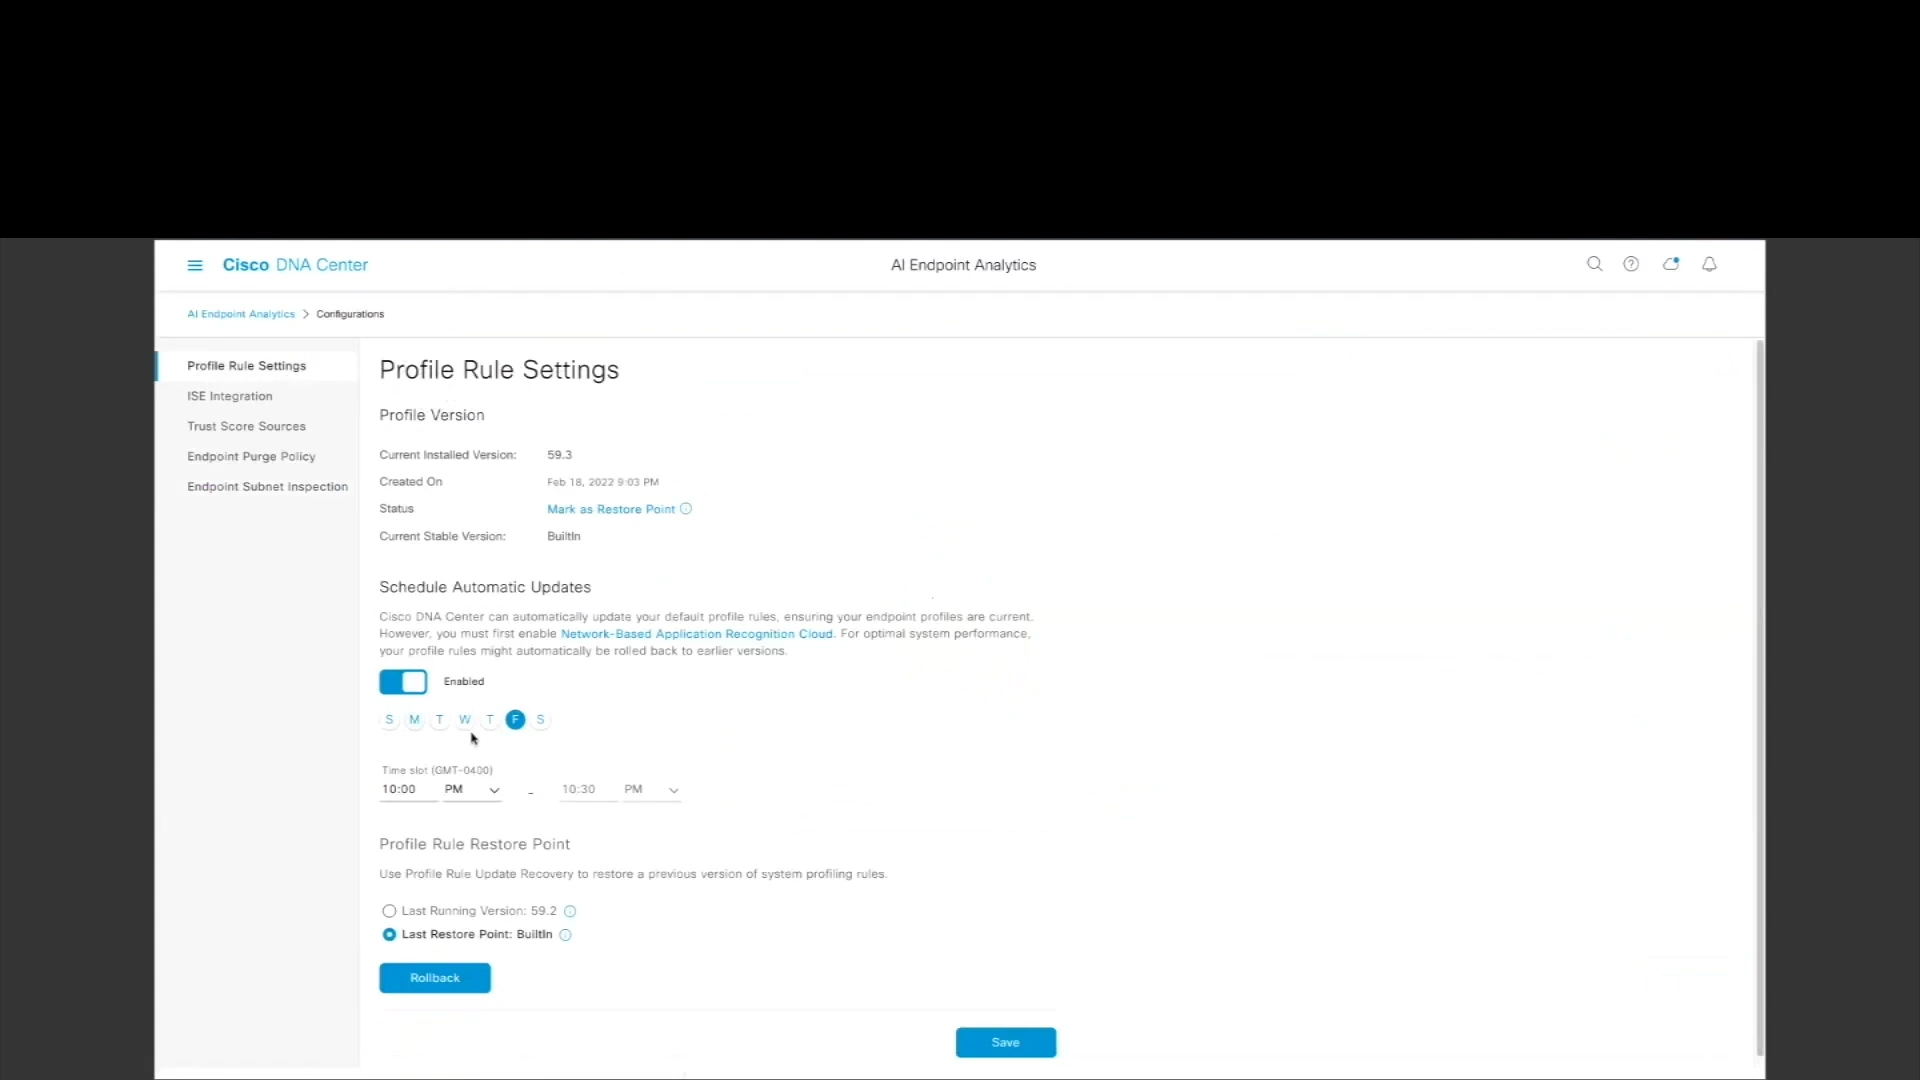 Cisco DNA Center
AI Endpoint Analytics
AI Endpoint Analytics > Configurations
Profile Rule Settings
ISE Integration
Trust Score Sources
Endpoint Purge Policy
Endpoint Subnet Inspection
Profile Rule Settings
Profile Version
Current Installed Version: 59.3
Created On Feb 18, 2022 9:03 PM
Status Mark as Restore Point
Current Stable Version: BuiltIn
Schedule Automatic Updates
Cisco DNA Center can automatically update your default profile rules, ensuring your endpoint profiles are current.
However, you must first enable Network-Based Application Recognition Cloud. For optimal system performance,
your profile rules might automatically be rolled back to earlier versions.
Enabled
S M T W T F S
Time slot (GMT-0400)
10:00 PM - 10:30 PM
Profile Rule Restore Point
Use Profile Rule Update Recovery to restore a previous version of system profiling rules.
Last Running Version: 59.2
Last Restore Point: BuiltIn
Rollback
Save